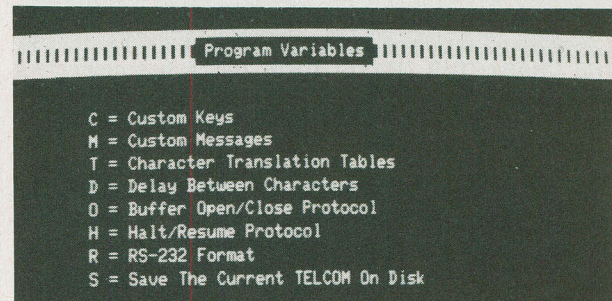 Program Variables
C = Custom Keys
M = Custom Messages
T = Character Translation Tables
D = Delay Between Characters
O = Buffer Open/Close Protocol
H = Halt/Resume Protocol
R = RS-232 Format
S = Save The Current TELCOM On Disk